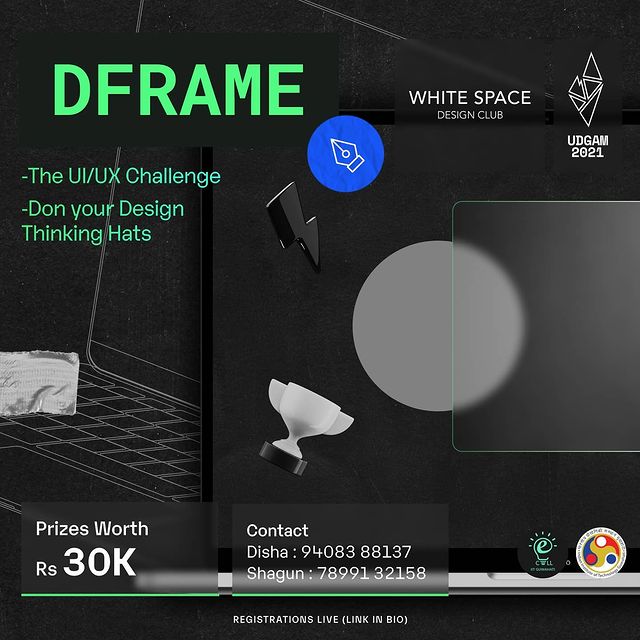 DFRAME
WHITE SPACE
DESIGN CLUB
UDGAM
2021
-The UI/UX Challenge
-Don your Design
Thinking Hats
Prizes Worth
Rs 30K
Contact
Disha : 94083 88137
Shagun : 78991 32158
REGISTRATIONS LIVE (LINK IN BIO)